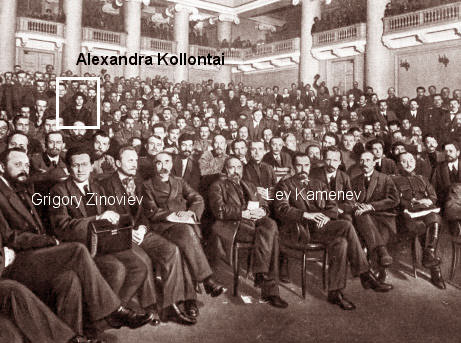 Alexandra Kollontai
Grigory Zinoviev
Lev Kamenev